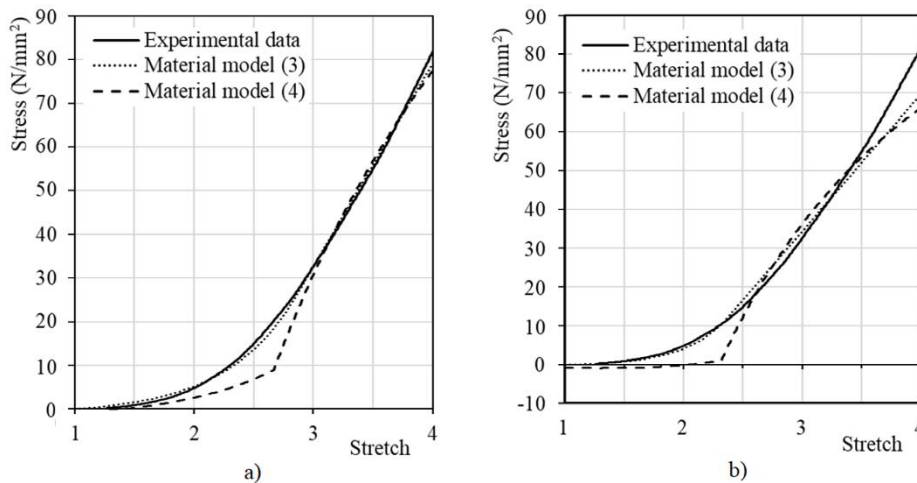 90
80
70
60
50
40
30
20
10
0
Stress (N/mm²)
Experimental data
Material model (3)
Material model (4)
1
2
3
4
Stretch
a)
90
80
70
60
50
40
30
20
10
0
-10
Stress (N/mm²)
Experimental data
Material model (3)
Material model (4)
1
2
3
4
Stretch
b)